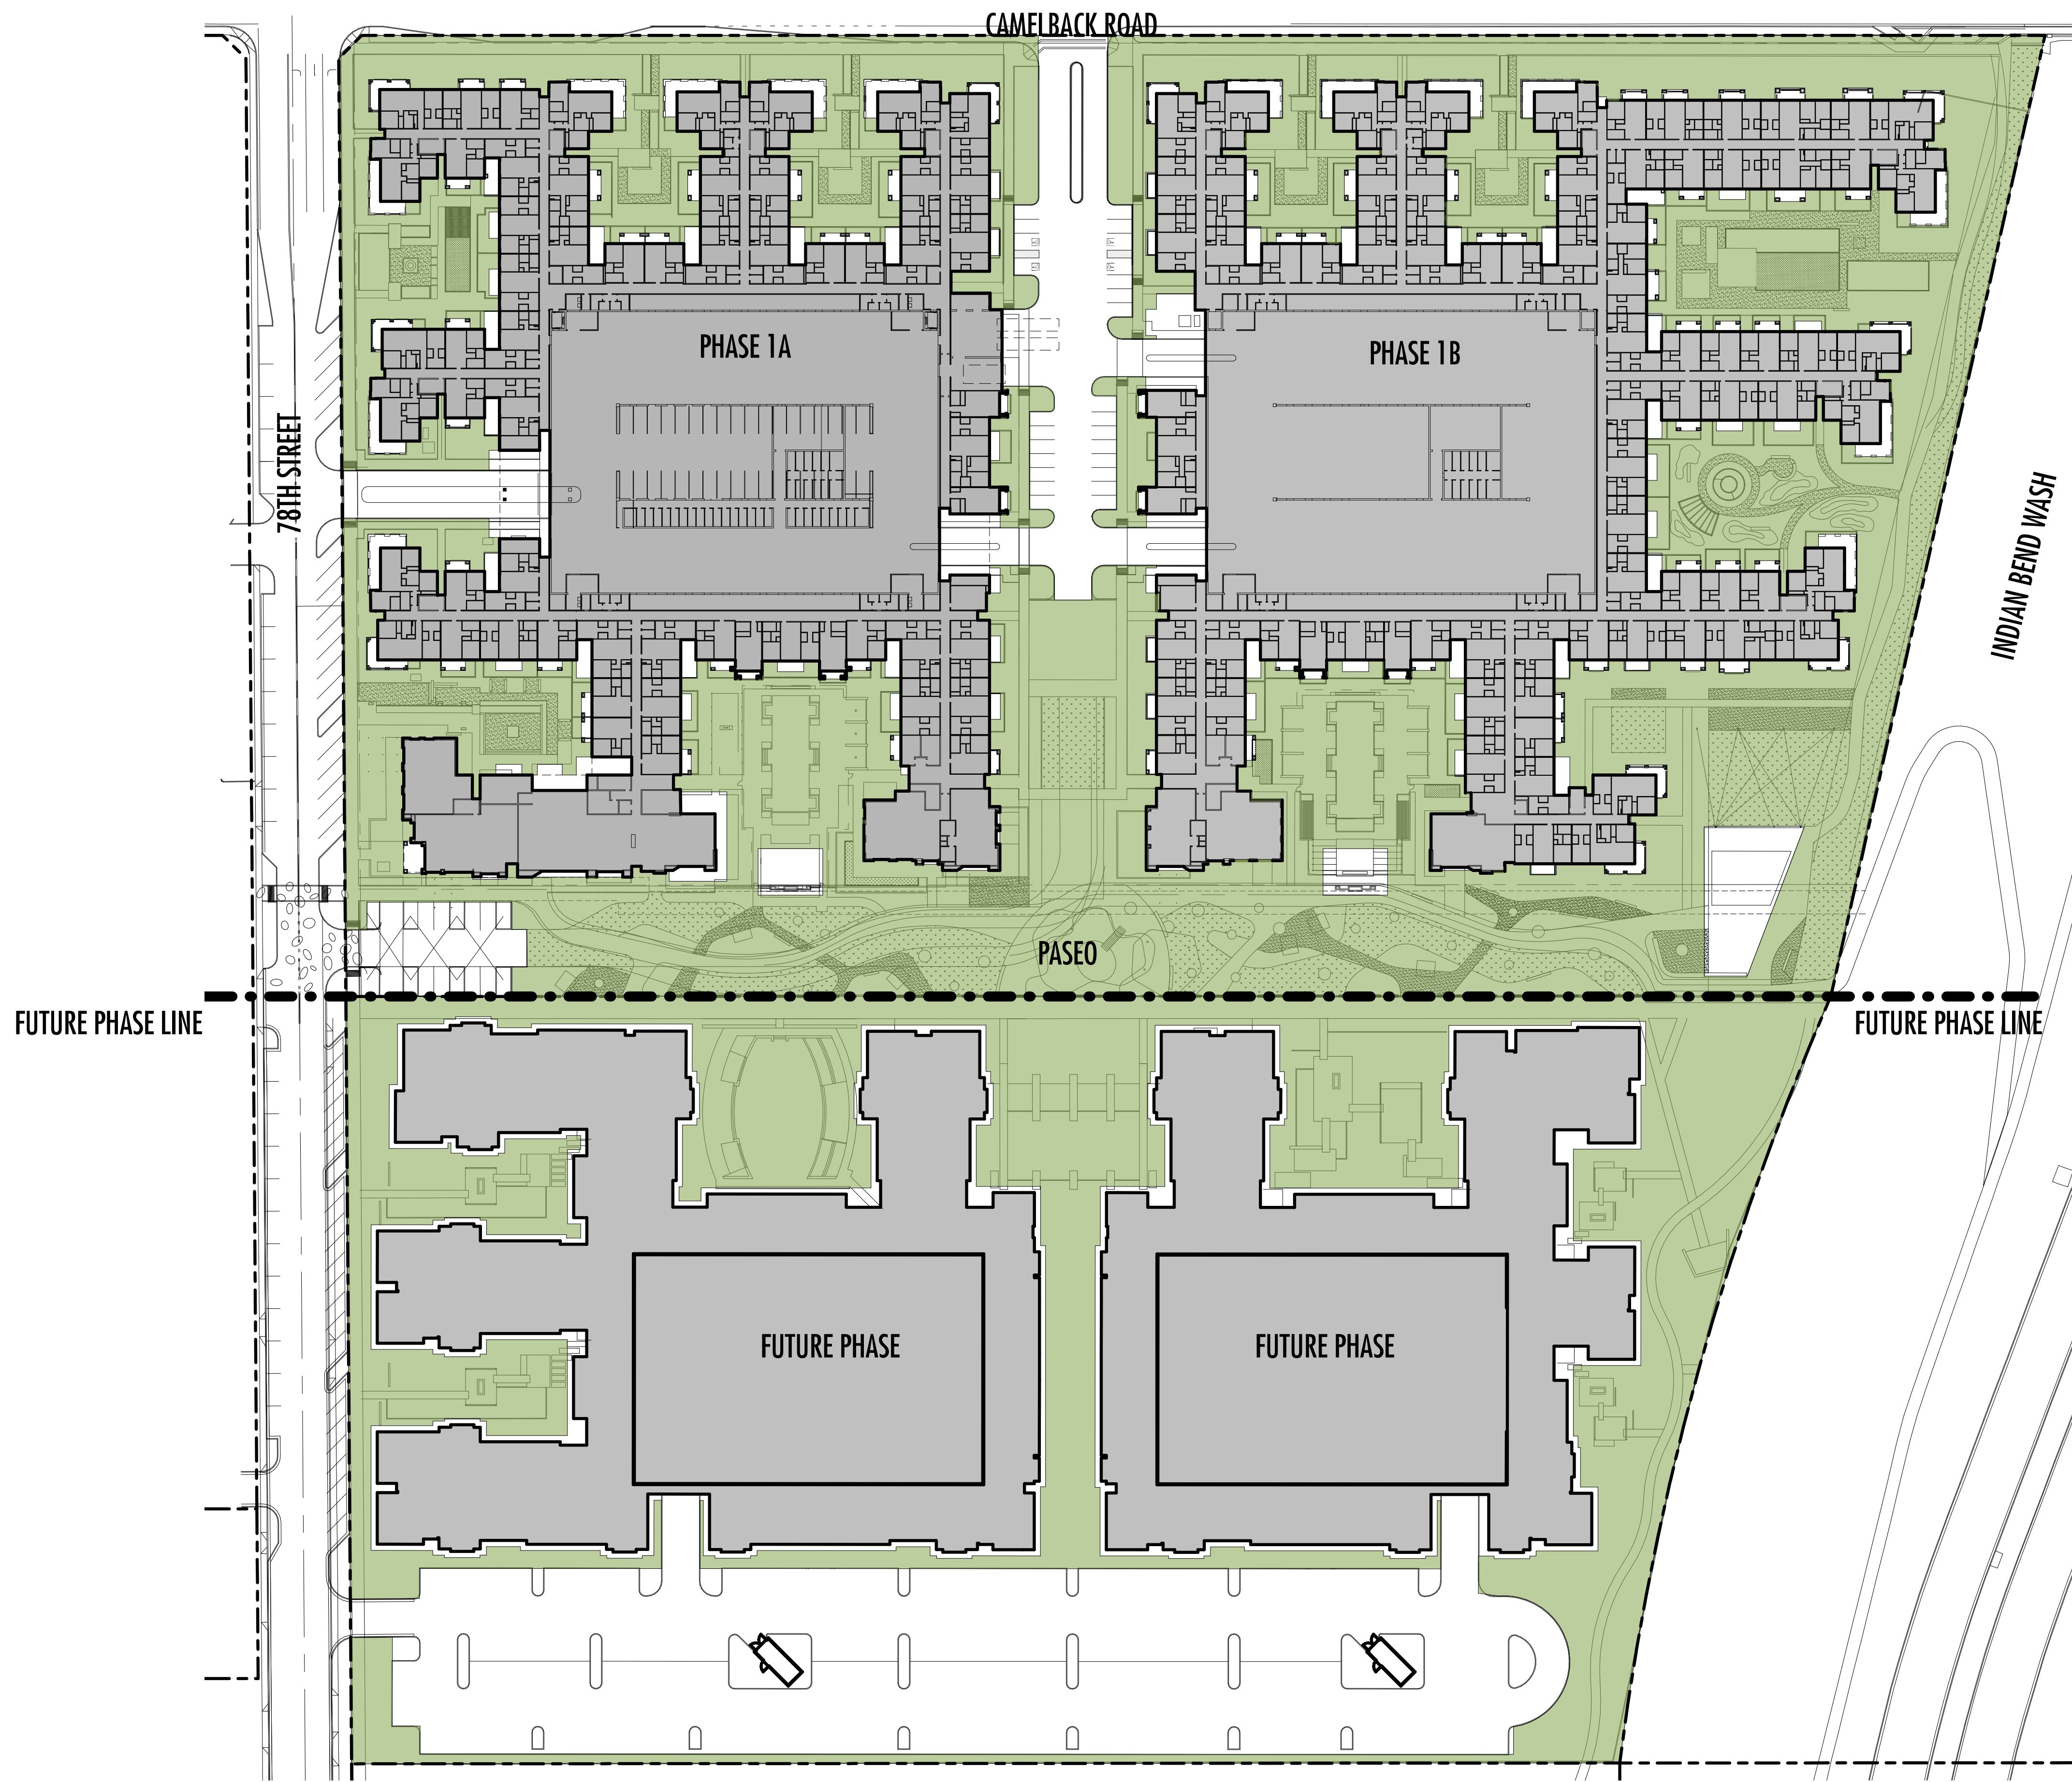 CAMELBACK ROAD
PHASE 1A
PHASE 1B
78TH STREET
INDIAN BEND WASH
PASEO
FUTURE PHASE LINE
FUTURE PHASE LINE
FUTURE PHASE
FUTURE PHASE